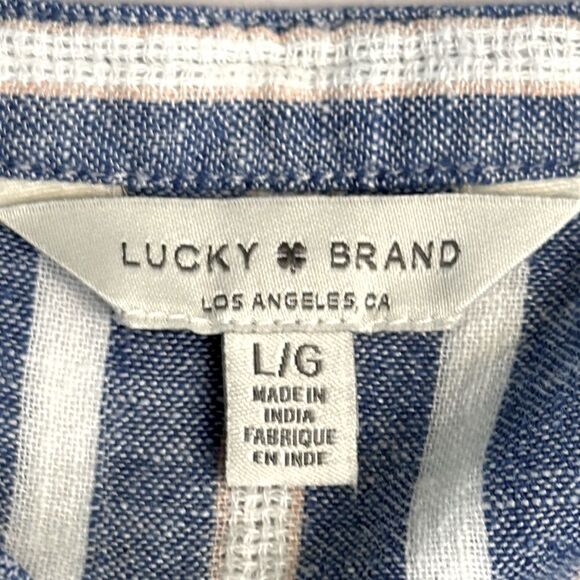 LUCKY BRAND
LOS ANGELES, CA
L/G
MADE IN
INDIA
FABRIQUE
EN INDE